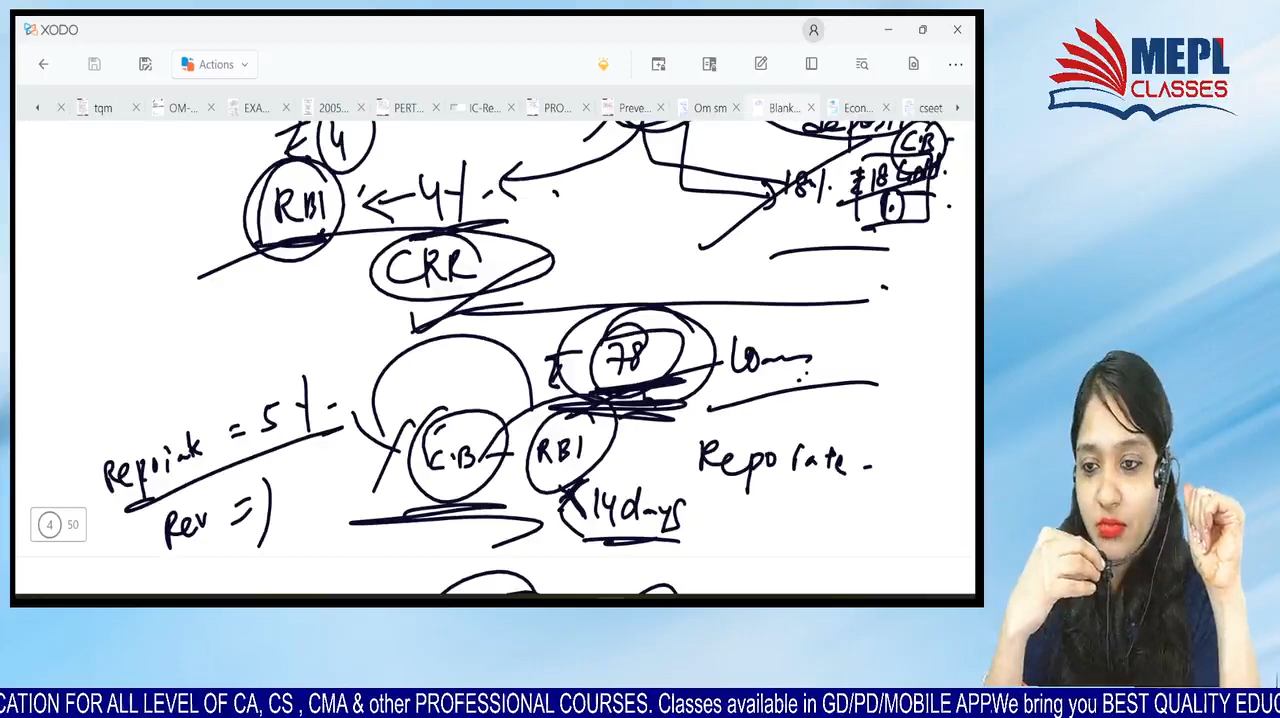 XODO
MEPL
CLASSES
Actions
tqm
OM-...
EXA...
2005...
PERT...
IC-Re...
PRO...
Preve...
Om sm
Blank...
Econ...
cseet
4
CB
RBI
4%
18%
₹18
CRR
78
Loans
Repo
= 5%
C.B
RBI
Repo rate
Rev =)
14 days
4 50
CATION FOR ALL LEVEL OF CA, CS , CMA & other PROFESSIONAL COURSES. Classes available in GD/PD/MOBILE APP.We bring you BEST QUALITY EDU